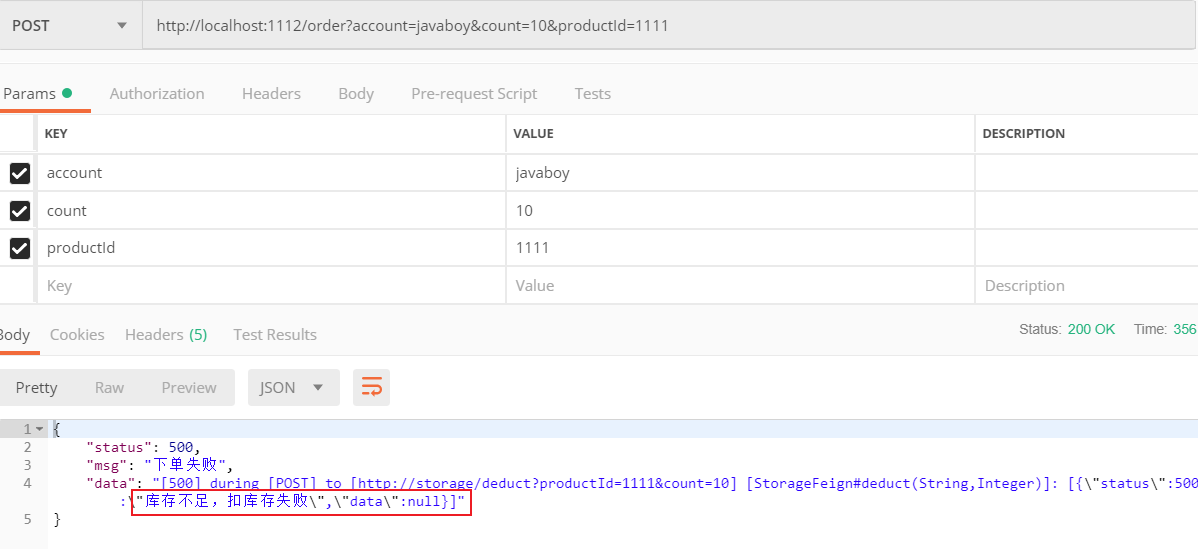 POST http://localhost:1112/order?account=javaboy&count=10&productId=1111
Params Authorization Headers Body Pre-request Script Tests
KEY VALUE DESCRIPTION
account javaboy
count 10
productId 1111
Key Value Description
Body Cookies Headers (5) Test Results Status: 200 OK Time: 356
Pretty Raw Preview JSON
1 {
2 "status": 500,
3 "msg": "下单失败",
4 "data": "[500] during [POST] to [http://storage/deduct?productId=1111&count=10] [StorageFeign#deduct(String,Integer)]: [{\"status\":500
:\"库存不足，扣库存失败\",\"data\":null}]"
5 }